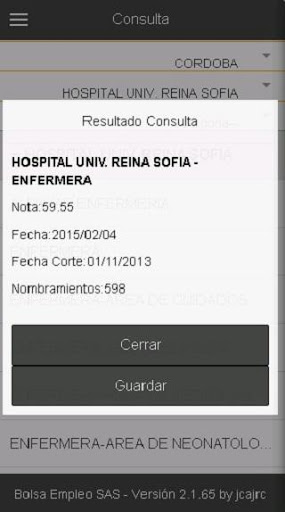 Consulta
CORDOBA
HOSPITAL UNIV. REINA SOFIA
Resultado Consulta
HOSPITAL UNIV. REINA SOFIA -
ENFERMERA
Nota:59.55
Fecha:2015/02/04
Fecha Corte:01/11/2013
Nombramientos:598
Cerrar
Guardar
ENFERMERA-AREA DE NEONATOLO...
Bolsa Empleo SAS - Versión 2.1.65 by jcajrc